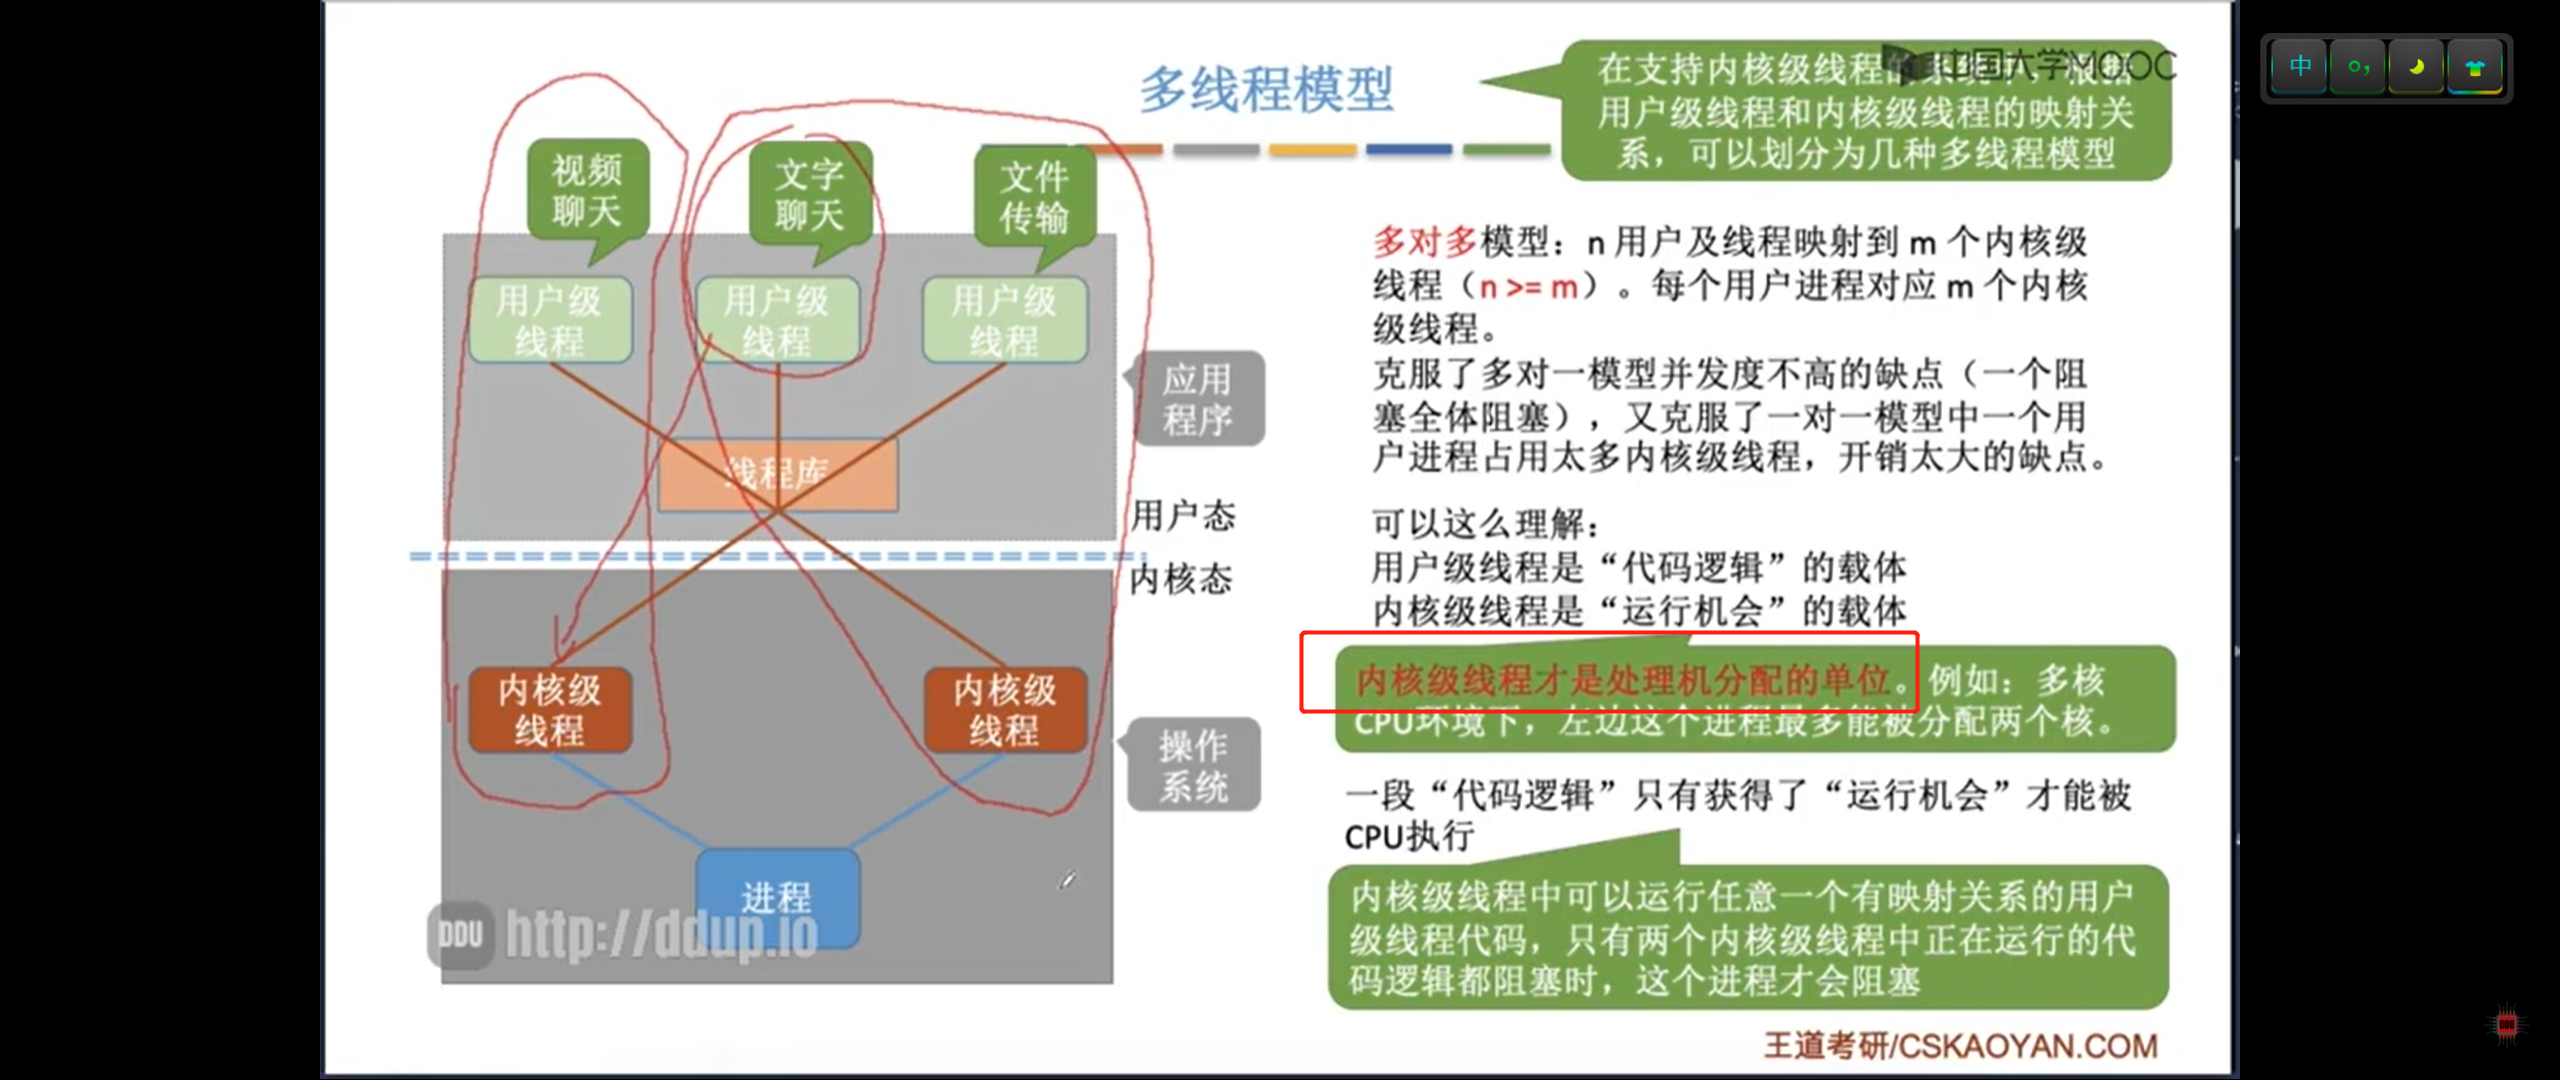 多线程模型
在支持内核级线程的系统中，根据
用户级线程和内核级线程的映射关
系，可以划分为几种多线程模型
中国大学MOOC
中
视频
聊天
文字
聊天
文件
传输
用户级
线程
用户级
线程
用户级
线程
线程库
应用
程序
用户态
内核态
内核级
线程
内核级
线程
操作
系统
进程
DDU http://ddup.io
多对多模型：n 用户及线程映射到 m 个内核级
线程（n >= m）。每个用户进程对应 m 个内核
级线程。
克服了多对一模型并发度不高的缺点（一个阻
塞全体阻塞），又克服了一对一模型中一个用
户进程占用太多内核级线程，开销太大的缺点。
可以这么理解：
用户级线程是“代码逻辑”的载体
内核级线程是“运行机会”的载体
内核级线程才是处理机分配的单位。例如：多核
CPU环境下，左边这个进程最多能被分配两个核。
一段“代码逻辑”只有获得了“运行机会”才能被
CPU执行
内核级线程中可以运行任意一个有映射关系的用户
级线程代码，只有两个内核级线程中正在运行的代
码逻辑都阻塞时，这个进程才会阻塞
王道考研/CSKAOYAN.COM
DDU